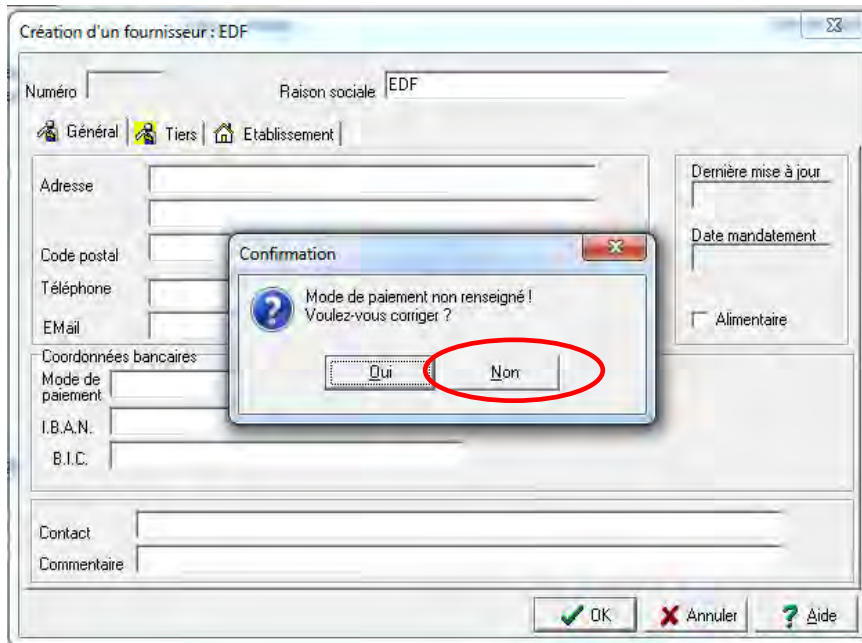 Création d'un fournisseur : EDF
Numéro Raison sociale EDF
Général Tiers Etablissement
Adresse
Dernière mise à jour
Code postal
Date mandatement
Téléphone
EMail
Alimentaire
Confirmation
Mode de paiement non renseigné !
Voulez-vous corriger ?
Oui Non
Coordonnées bancaires
Mode de
paiement
I.B.A.N.
B.I.C.
Contact
Commentaire
OK Annuler Aide